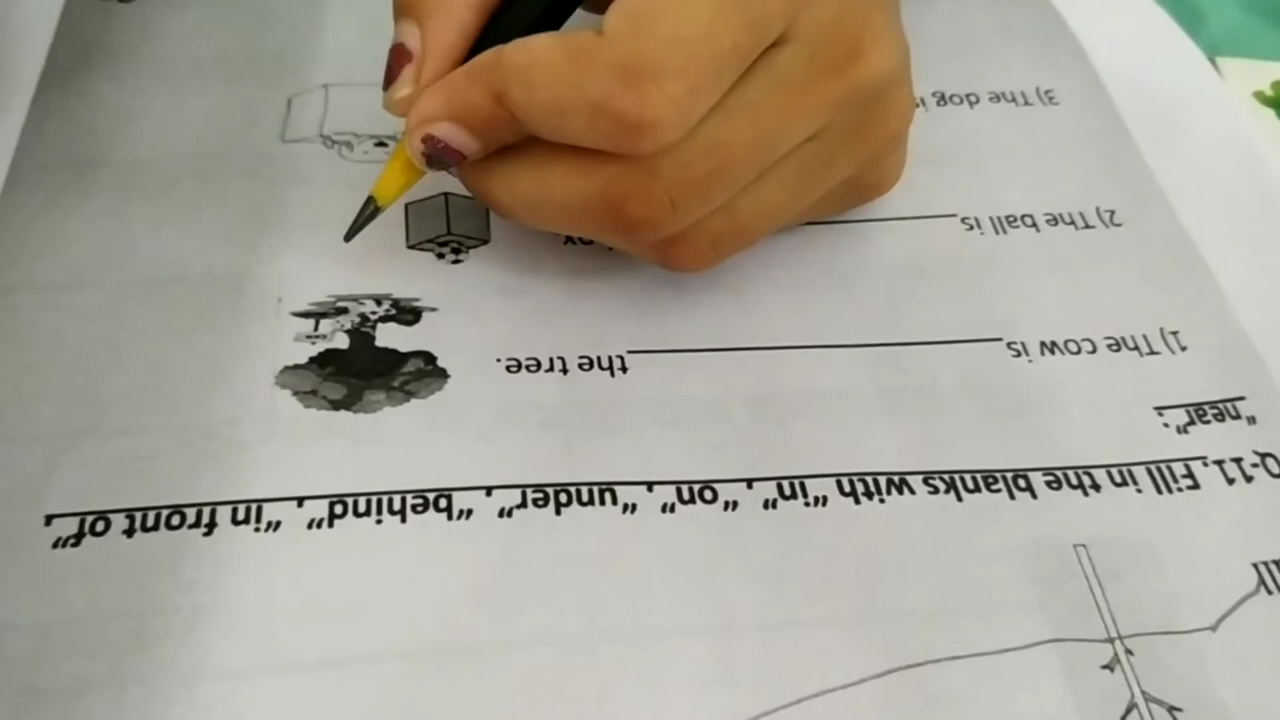 Q-11. Fill in the blanks with “in”, “on”, “under”, “behind”, “in front of”,
“near”:
1) The cow is the tree.
2) The ball is
3) The dog